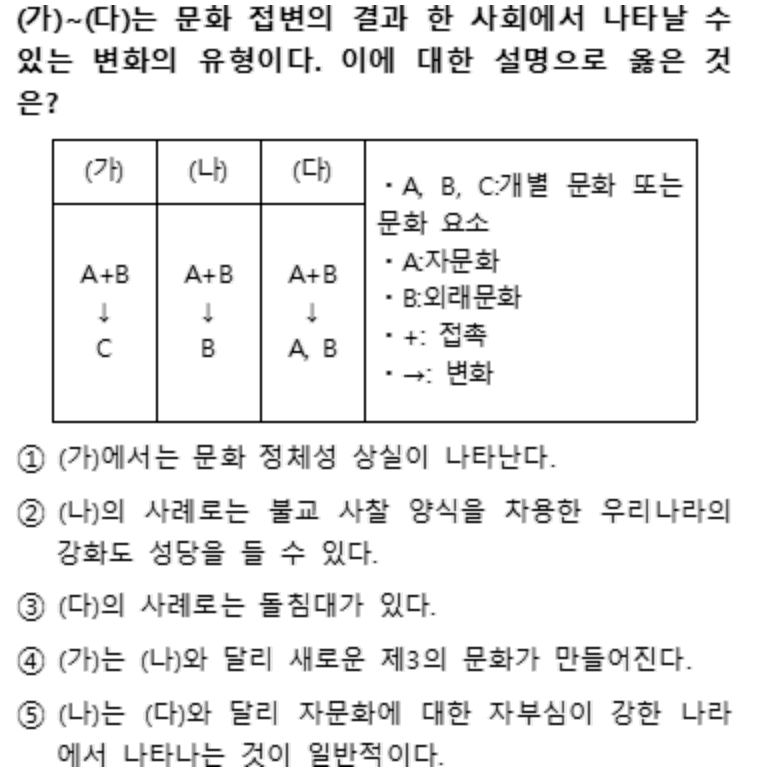 (가)~(다)는 문화 접변의 결과 한 사회에서 나타날 수
있는 변화의 유형이다. 이에 대한 설명으로 옳은 것
은?
(가) (나) (다)
A+B A+B A+B
↓ ↓ ↓
C B A, B
・A, B, C:개별 문화 또는
문화 요소
・A:자문화
・B:외래문화
・+: 접촉
・→: 변화
① (가)에서는 문화 정체성 상실이 나타난다.
② (나)의 사례로는 불교 사찰 양식을 차용한 우리나라의
강화도 성당을 들 수 있다.
③ (다)의 사례로는 돌침대가 있다.
④ (가)는 (나)와 달리 새로운 제3의 문화가 만들어진다.
⑤ (나)는 (다)와 달리 자문화에 대한 자부심이 강한 나라
에서 나타나는 것이 일반적이다.